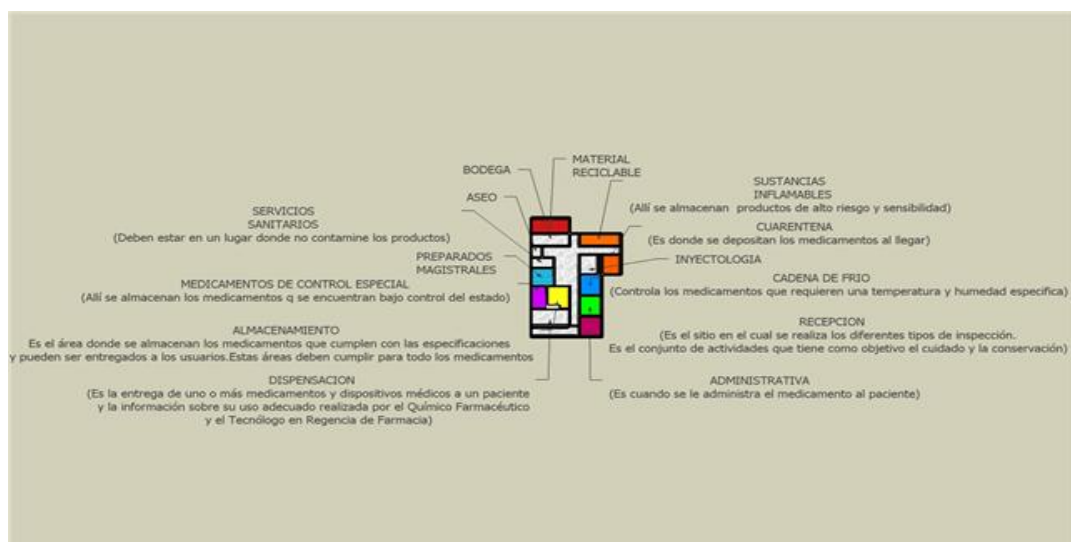 MATERIAL
RECICLABLE
BODEGA
ASEO
SERVICIOS
SANITARIOS
(Deben estar en un lugar donde no contamine los productos)
PREPARADOS
MAGISTRALES
MEDICAMENTOS DE CONTROL ESPECIAL
(Allí se almacenan los medicamentos q se encuentran bajo control del estado)
ALMACENAMIENTO
Es el área donde se almacenan los medicamentos que cumplen con las especificaciones
y pueden ser entregados a los usuarios.Estas áreas deben cumplir para todo los medicamentos
DISPENSACION
(Es la entrega de uno o más medicamentos y dispositivos médicos a un paciente
y la información sobre su uso adecuado realizada por el Químico Farmacéutico
y el Tecnólogo en Regencia de Farmacia)
SUSTANCIAS
INFLAMABLES
(Allí se almacenan productos de alto riesgo y sensibilidad)
CUARENTENA
(Es donde se depositan los medicamentos al llegar)
INYECTOLOGIA
CADENA DE FRIO
(Controla los medicamentos que requieren una temperatura y humedad especifica)
RECEPCION
(Es el sitio en el cual se realiza los diferentes tipos de inspección.
Es el conjunto de actividades que tiene como objetivo el cuidado y la conservación)
ADMINISTRATIVA
(Es cuando se le administra el medicamento al paciente)